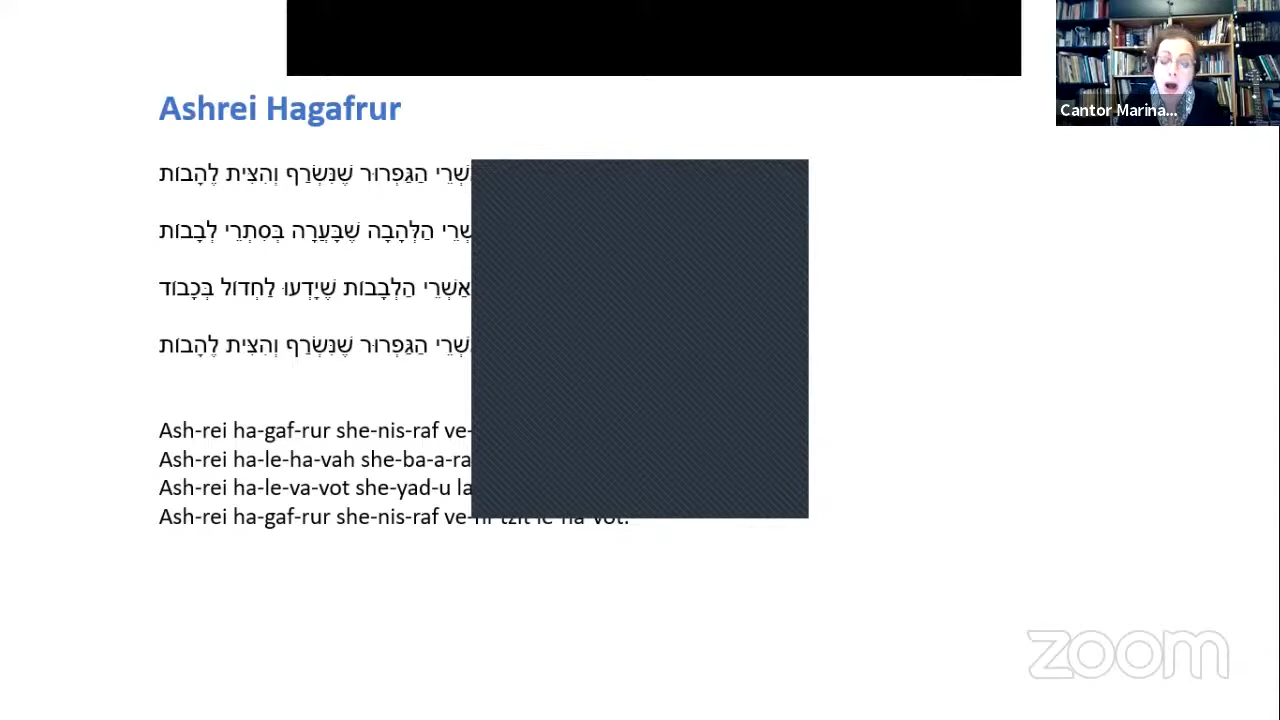 Cantor Marina...
Ashrei Hagafrur
הַגַּפְרוּר שֶׁנִּשְׂרַף וְהִצִּית לֶהָבוֹת
הַלְּהָבָה שֶׁבָּעֲרָה בְּסִתְרֵי לְבָבוֹת
אַשְׁרֵי הַלְבָבוֹת שֶׁיָדְעוּ לַחְדוֹל בְּכָבוֹד
הַגַּפְרוּר שֶׁנִּשְׂרַף וְהִצִּית לֶהָבוֹת
Ash-rei ha-gaf-rur she-nis-raf ve-
Ash-rei ha-le-ha-vah she-ba-a-ra
Ash-rei ha-le-va-vot she-yad-u la
Ash-rei ha-gaf-rur she-nis-raf ve-hi-tzit le-ha-vot.
zoom